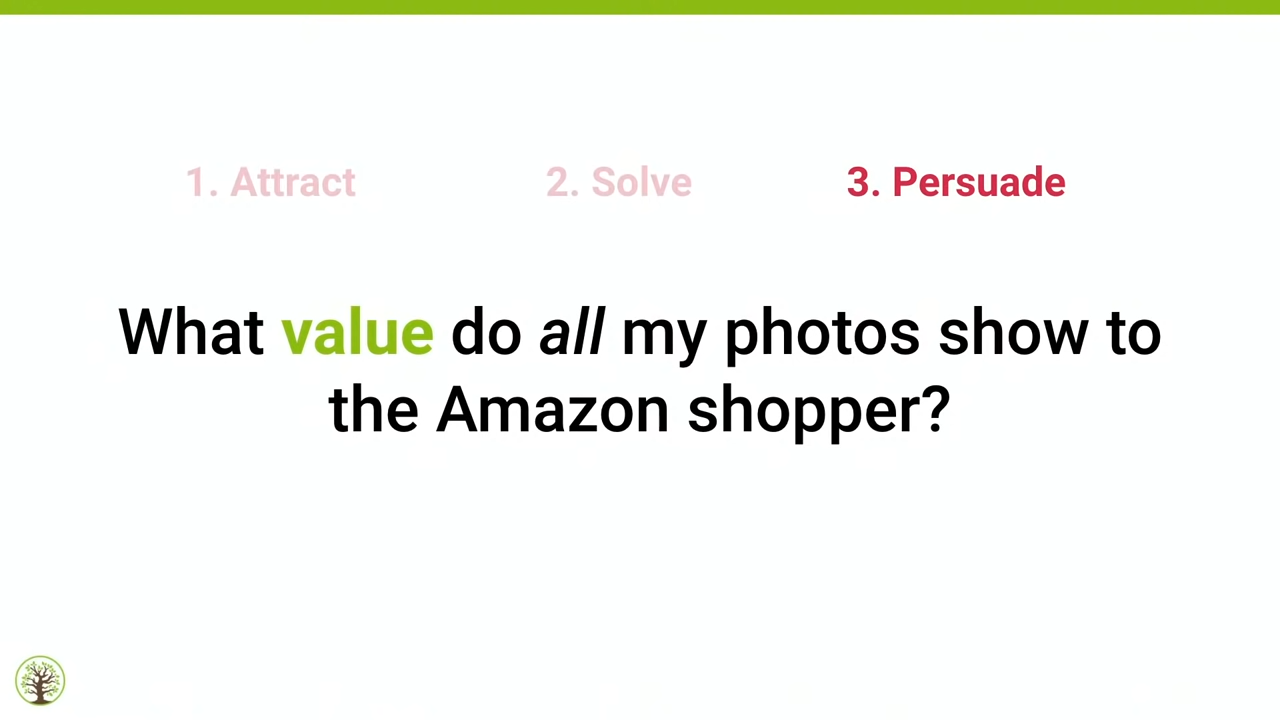 1. Attract 2. Solve 3. Persuade
What value do all my photos show to
the Amazon shopper?